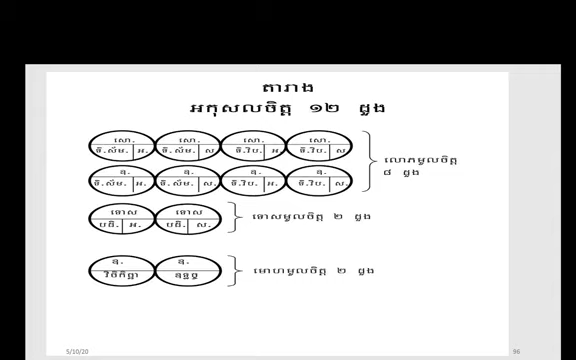 តារាង
អកុសលចិត្ត ១២ ដួង
សោ. សោ. សោ. សោ.
ទិ.សំម. អ. ទិ.សំម. ស. ទិ.វិប. អ. ទិ.វិប. ស
លោភមូលចិត្ត
៨ ដួង
ឧ. ឧ. ឧ. ឧ.
ទិ.សំម. អ. ទិ.សំម. ស. ទិ.វិប. អ. ទិ.វិប. ស.
ទោស ទោស
បដិ. អ. បដិ. ស.
ទោសមូលចិត្ត ២ ដួង
ឧ. ឧ.
វិចិកិច្ឆា ឧទ្ធច្ច
មោហមូលចិត្ត ២ ដួង
5/10/20 96